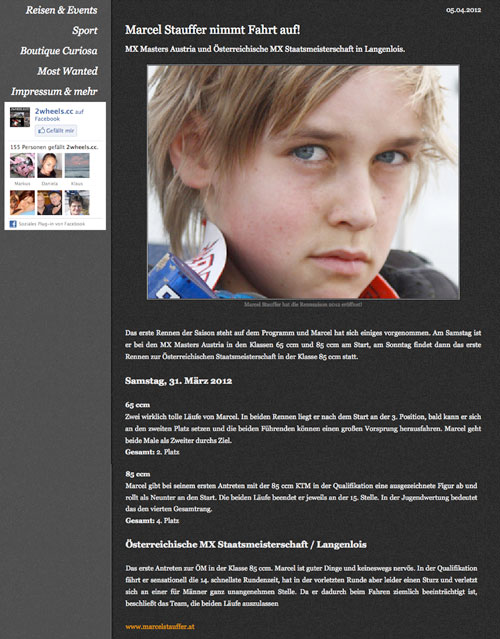 Reisen & Events
Sport
Boutique Curiosa
Most Wanted
Impressum & mehr
2wheels.cc auf
Facebook
Gefällt mir
155 Personen gefällt 2wheels.cc.
Markus Daniela Klaus
Soziales Plug-in von Facebook
05.04.2012
Marcel Stauffer nimmt Fahrt auf!
MX Masters Austria und Österreichische MX Staatsmeisterschaft in Langenlois.
Marcel Stauffer hat die Rennsaison 2012 eröffnet!
Das erste Rennen der Saison steht auf dem Programm und Marcel hat sich einiges vorgenommen. Am Samstag ist
er bei den MX Masters Austria in den Klassen 65 ccm und 85 ccm am Start, am Sonntag findet dann das erste
Rennen zur Österreichischen Staatsmeisterschaft in der Klasse 85 ccm statt.
Samstag, 31. März 2012
65 ccm
Zwei wirklich tolle Läufe von Marcel. In beiden Rennen liegt er nach dem Start an der 3. Position, bald kann er sich
an den zweiten Platz setzen und die beiden Führenden können einen großen Vorsprung herausfahren. Marcel geht
beide Male als Zweiter durchs Ziel.
Gesamt: 2. Platz
85 ccm
Marcel gibt bei seinem ersten Antreten mit der 85 ccm KTM in der Qualifikation eine ausgezeichnete Figur ab und
rollt als Neunter an den Start. Die beiden Läufe beendet er jeweils an der 15. Stelle. In der Jugendwertung bedeutet
das den vierten Gesamtrang.
Gesamt: 4. Platz
Österreichische MX Staatsmeisterschaft / Langenlois
Das erste Antreten zur ÖM in der Klasse 85 ccm. Marcel ist guter Dinge und keineswegs nervös. In der Qualifikation
fährt er sensationell die 14. schnellste Rundenzeit, hat in der vorletzten Runde aber leider einen Sturz und verletzt
sich an einer für Männer ganz unangenehmen Stelle. Da er dadurch beim Fahren ziemlich beeinträchtigt ist,
beschließt das Team, die beiden Läufe auszulassen
www.marcelstauffer.at